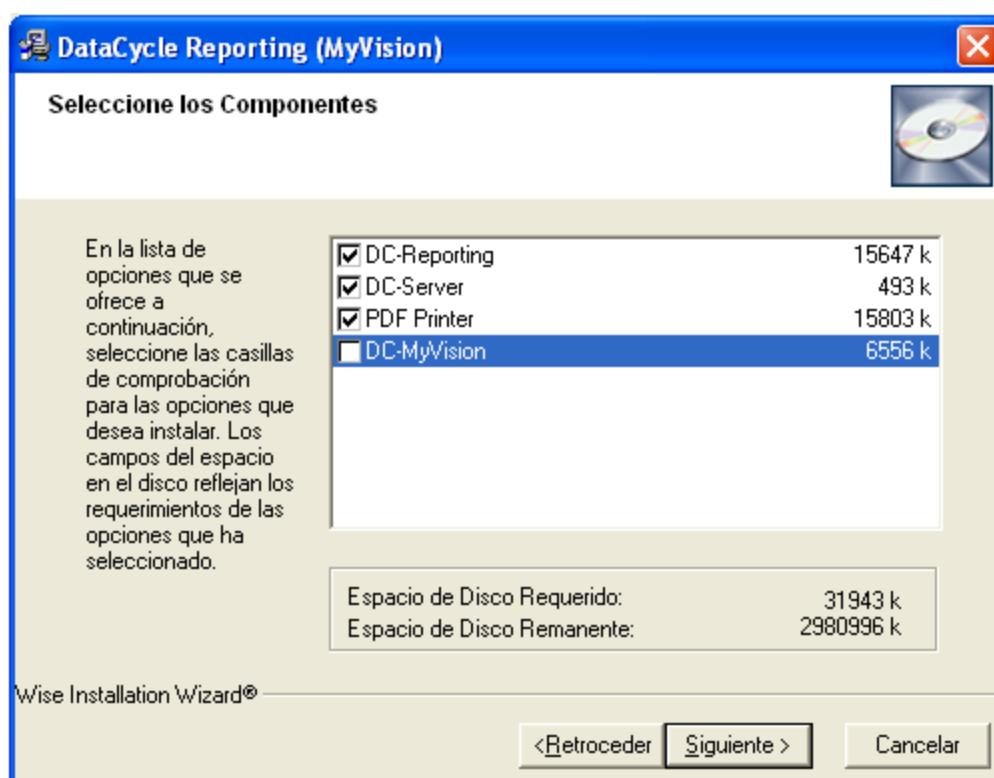 DataCycle Reporting (MyVision)
Seleccione los Componentes
En la lista de
opciones que se
ofrece a
continuación,
seleccione las casillas
de comprobación
para las opciones que
desea instalar. Los
campos del espacio
en el disco reflejan los
requerimientos de las
opciones que ha
seleccionado.
DC-Reporting 15647 k
DC-Server 493 k
PDF Printer 15803 k
DC-MyVision 6556 k
Espacio de Disco Requerido: 31943 k
Espacio de Disco Remanente: 2980996 k
Wise Installation Wizard®
<Retroceder Siguiente > Cancelar